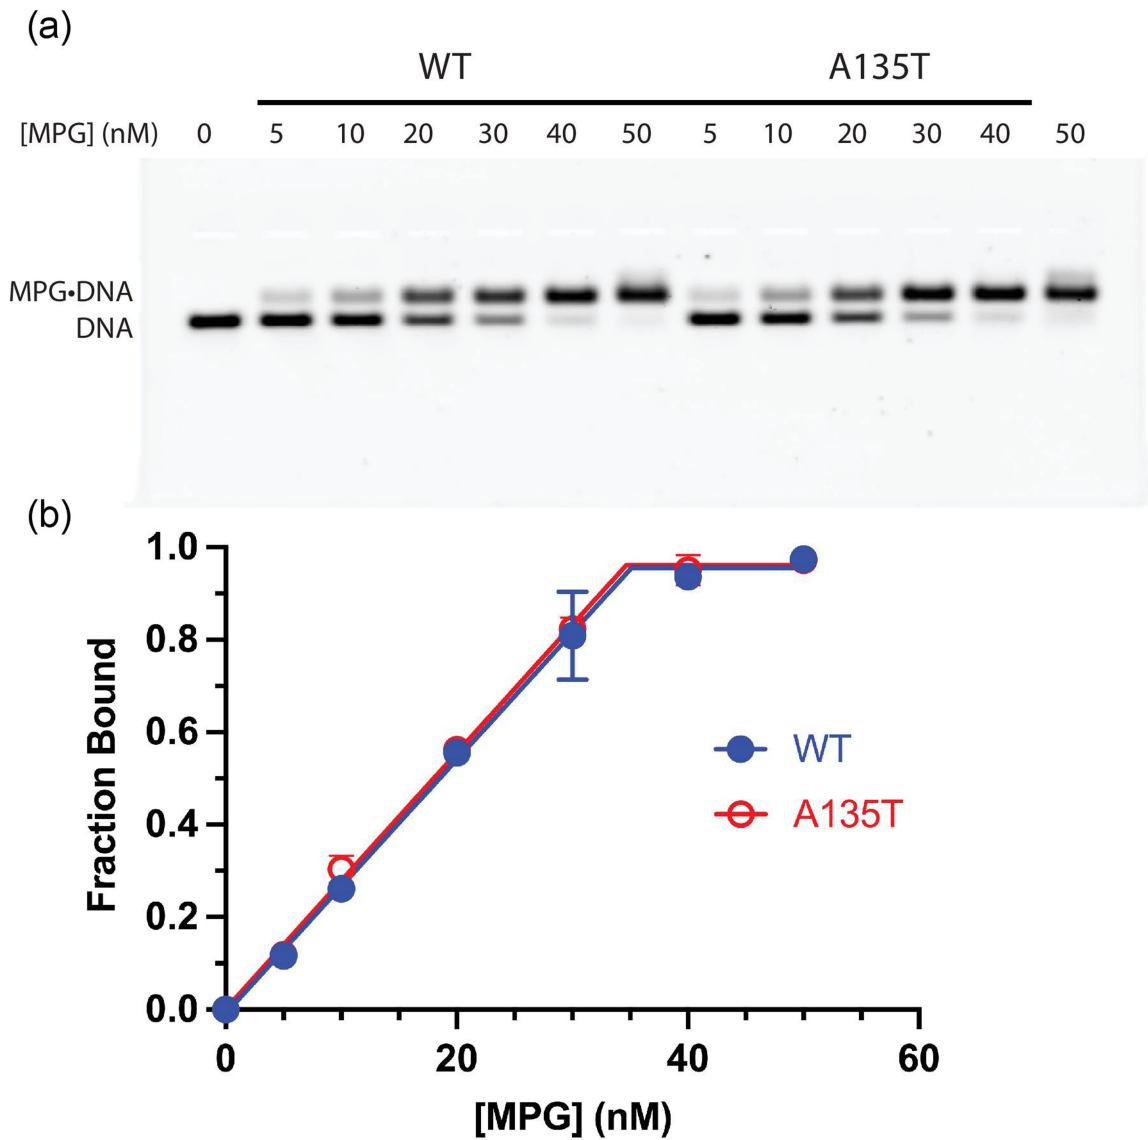 (a)
WT A135T
[MPG] (nM) 0 5 10 20 30 40 50 5 10 20 30 40 50
MPG•DNA
DNA
(b)
1.0
0.8
0.6
0.4
0.2
0.0
Fraction Bound
WT
A135T
0 20 40 60
[MPG] (nM)